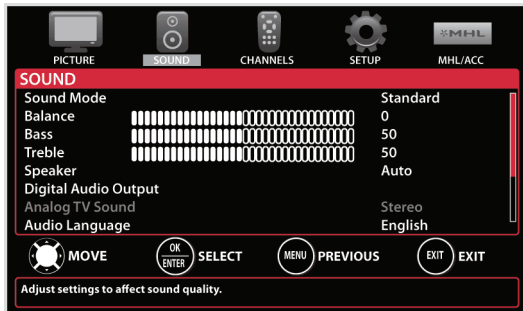 MHL
PICTURE SOUND CHANNELS SETUP MHL/ACC
SOUND
Sound Mode Standard
Balance 0
Bass 50
Treble 50
Speaker Auto
Digital Audio Output
Analog TV Sound Stereo
Audio Language English
MOVE OK ENTER SELECT MENU PREVIOUS EXIT EXIT
Adjust settings to affect sound quality.